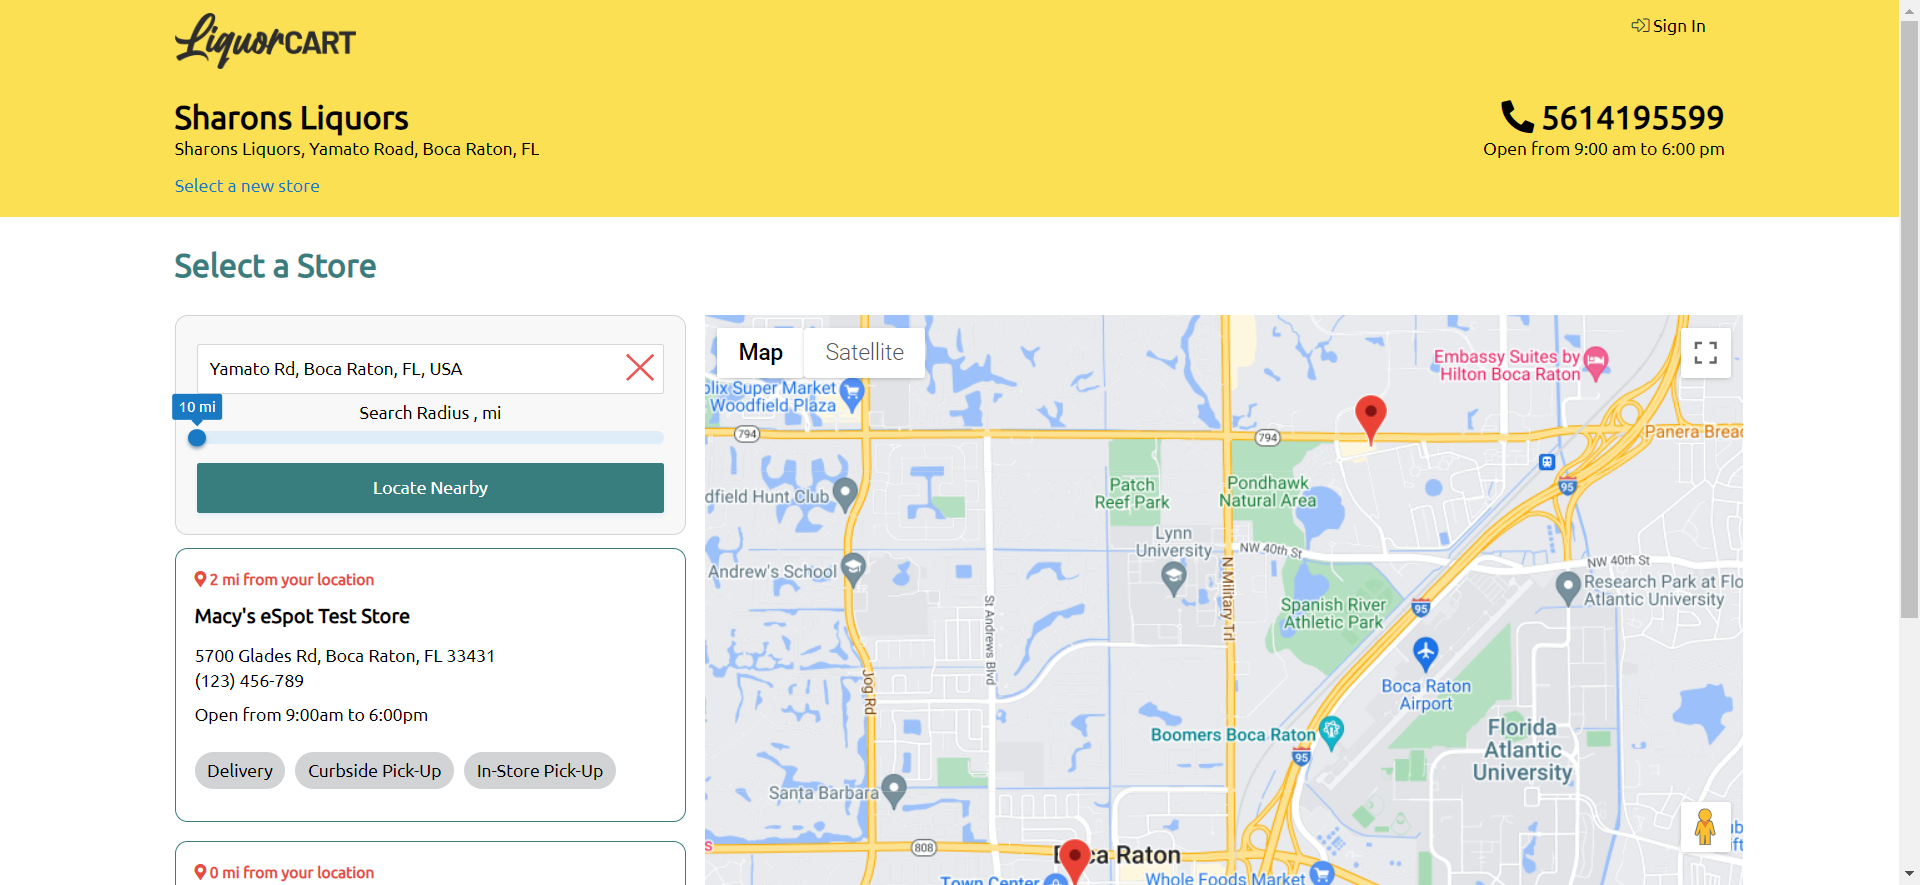 LiquorCART
Sign In
Sharons Liquors
Sharons Liquors, Yamato Road, Boca Raton, FL
Select a new store
5614195599
Open from 9:00 am to 6:00 pm
Select a Store
Yamato Rd, Boca Raton, FL, USA
10 mi
Search Radius , mi
Locate Nearby
2 mi from your location
Macy's eSpot Test Store
5700 Glades Rd, Boca Raton, FL 33431
(123) 456-789
Open from 9:00am to 6:00pm
Delivery
Curbside Pick-Up
In-Store Pick-Up
0 mi from your location
Map
Satellite
Embassy Suites by
Hilton Boca Raton
blix Super Market
Woodfield Plaza
794
794
Panera Bread
95
dfield Hunt Club
Patch
Reef Park
Pondhawk
Natural Area
Lynn
University
NW 40th St
NW 40th St
Andrew's School
N Military Trl
St Andrews Blvd
Research Park at Flo
Atlantic University
Spanish River
Athletic Park
95
Jog Rd
Boca Raton
Airport
Boomers Boca Raton
95
Florida
Atlantic
University
Santa Barbara
808
B ca Raton
Town Center
Whole Foods Market